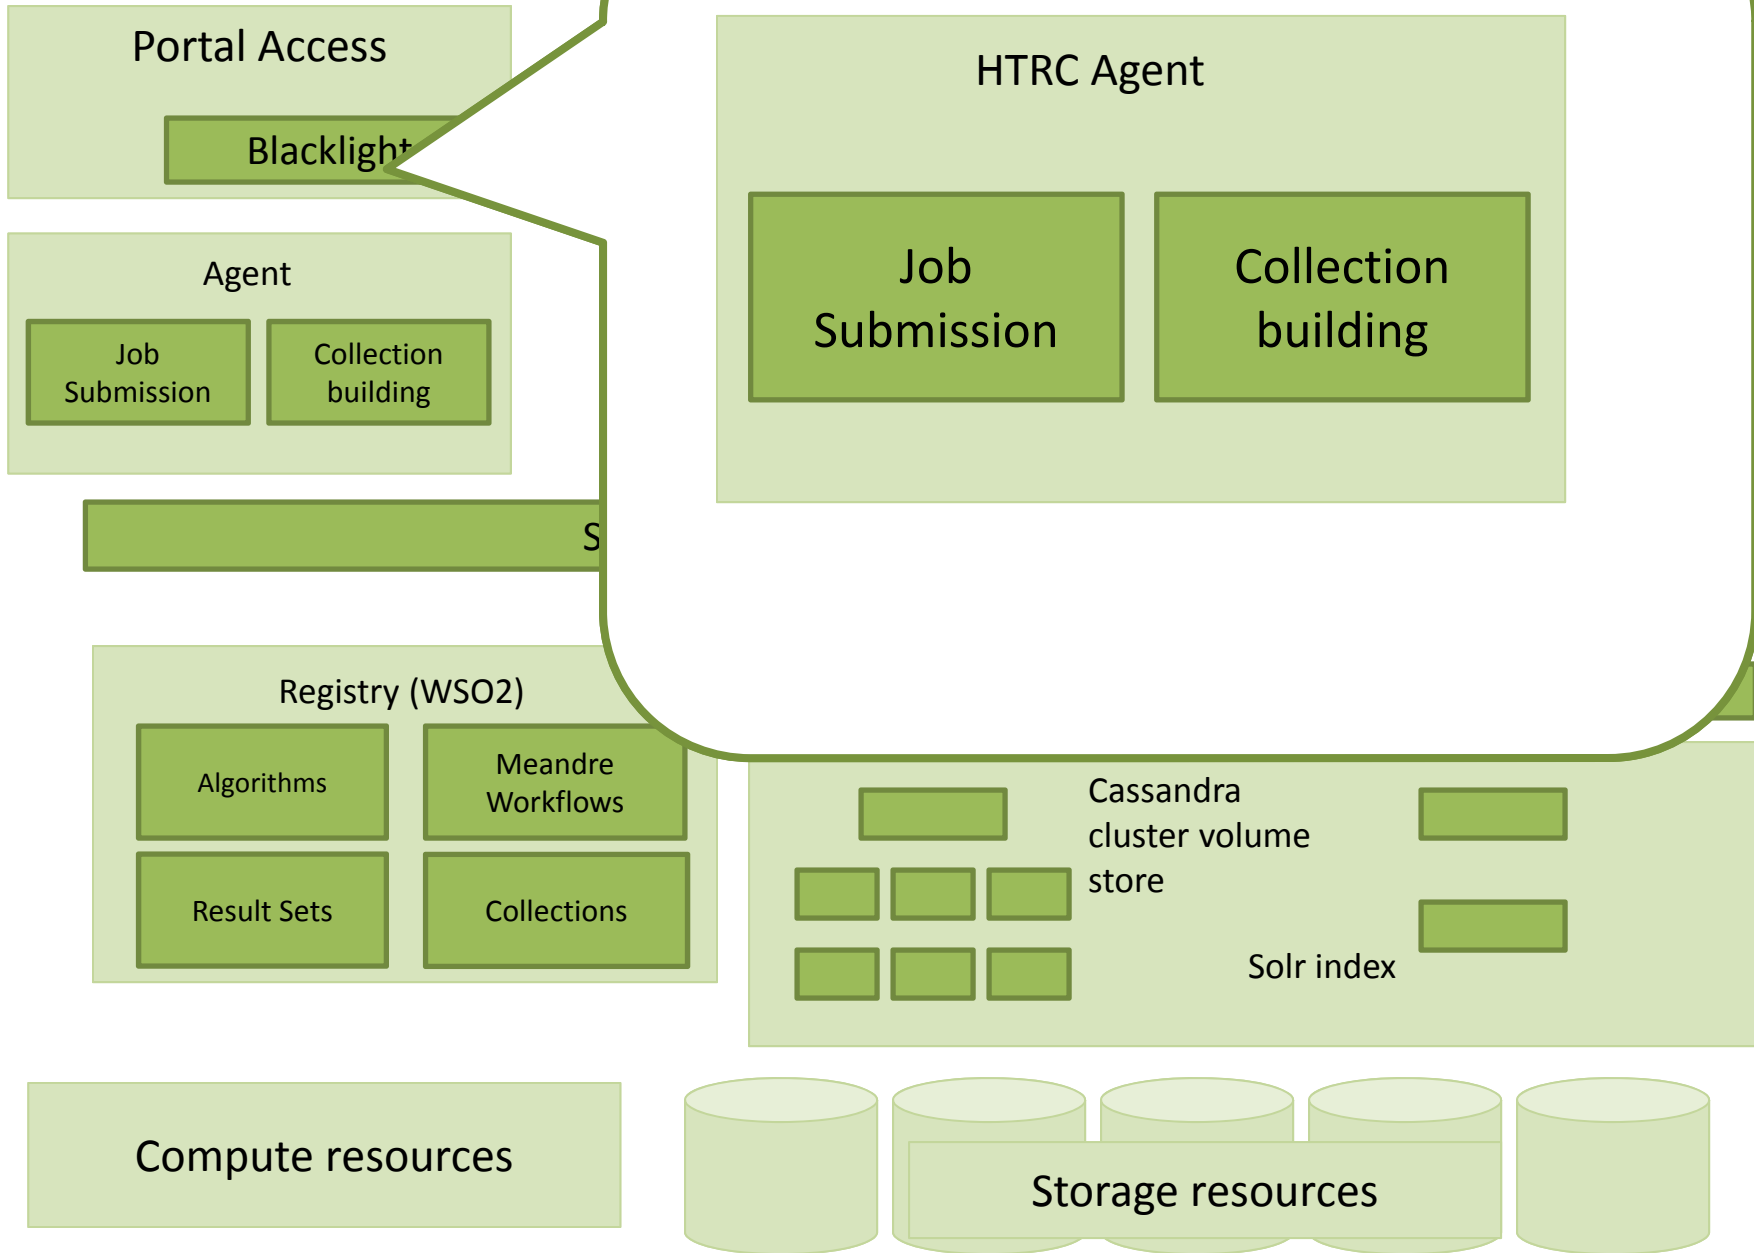 Portal Access
Blacklight
HTRC Agent
Job
Submission
Collection
building
Agent
Job
Submission
Collection
building
S
Registry (WSO2)
Algorithms
Meandre
Workflows
Result Sets
Collections
Cassandra
cluster volume
store
Solr index
Compute resources
Storage resources